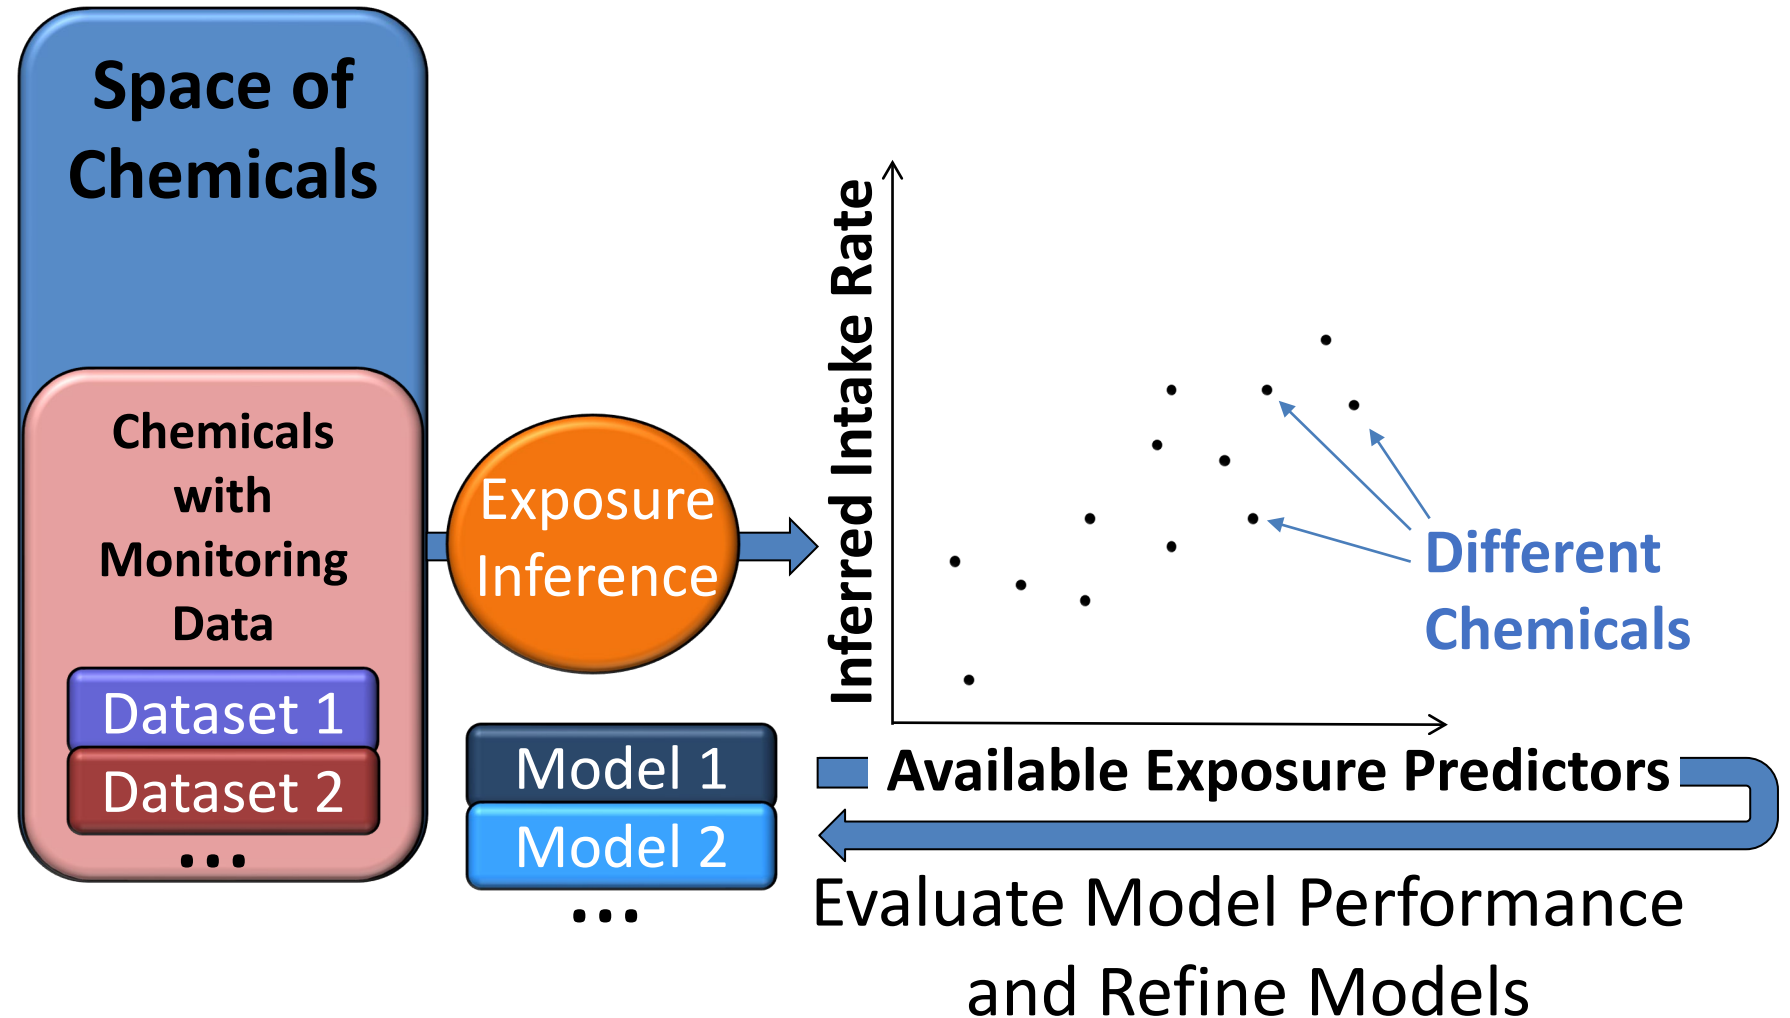 Space of
Chemicals
Chemicals
with
Monitoring
Data
Dataset 1
Dataset 2
...
Exposure
Inference
Model 1
Model 2
...
Inferred Intake Rate
Different
Chemicals
Available Exposure Predictors
Evaluate Model Performance
and Refine Models